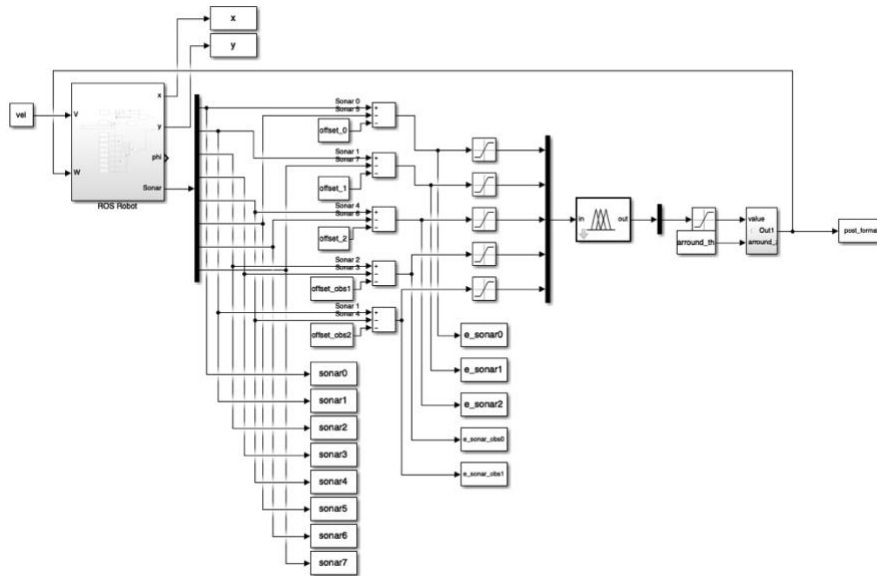 x
y
vel
V
W
x
y
phi
Sonar
ROS Robot
Sonar 0
Sonar 5
offset_0
Sonar 1
Sonar 7
offset_1
Sonar 4
Sonar 6
offset_2
Sonar 2
Sonar 3
offset_obs1
Sonar 1
Sonar 4
offset_obs2
+
−
−
+
−
−
+
−
−
+
−
−
+
−
−
in
out
arround_th
value
Out1
post_format
e_sonar0
e_sonar1
e_sonar2
e_sonar_obs0
e_sonar_obs1
sonar0
sonar1
sonar2
sonar3
sonar4
sonar5
sonar6
sonar7